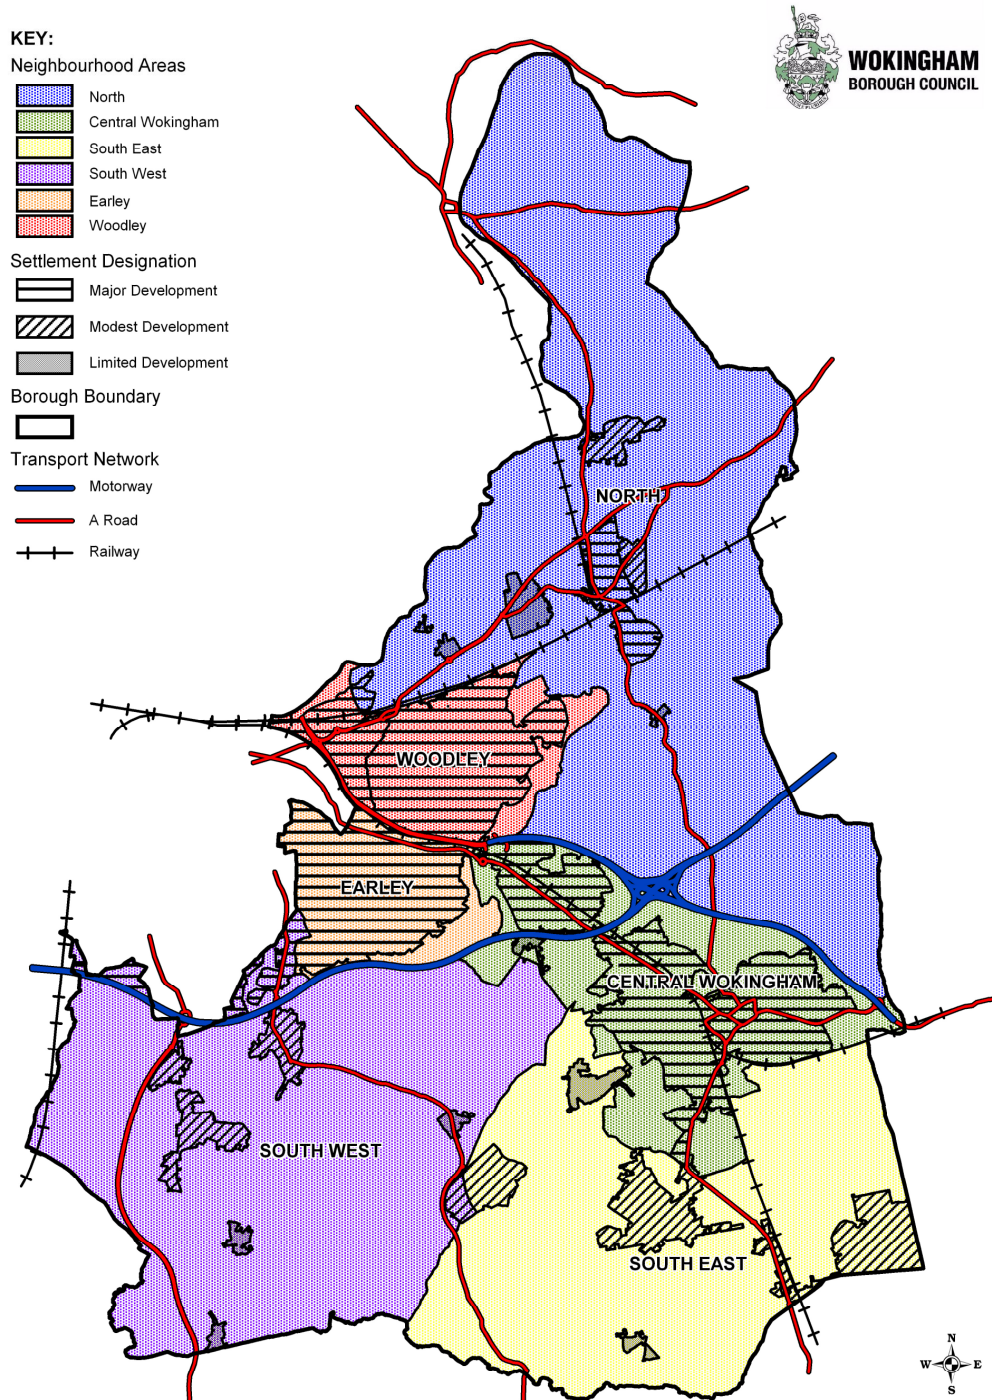 KEY:
Neighbourhood Areas
North
Central Wokingham
South East
South West
Earley
Woodley
Settlement Designation
Major Development
Modest Development
Limited Development
Borough Boundary
Transport Network
Motorway
A Road
Railway
WOKINGHAM
BOROUGH COUNCIL
NORTH
WOODLEY
EARLEY
CENTRAL WOKINGHAM
SOUTH WEST
SOUTH EAST
N
W E
S